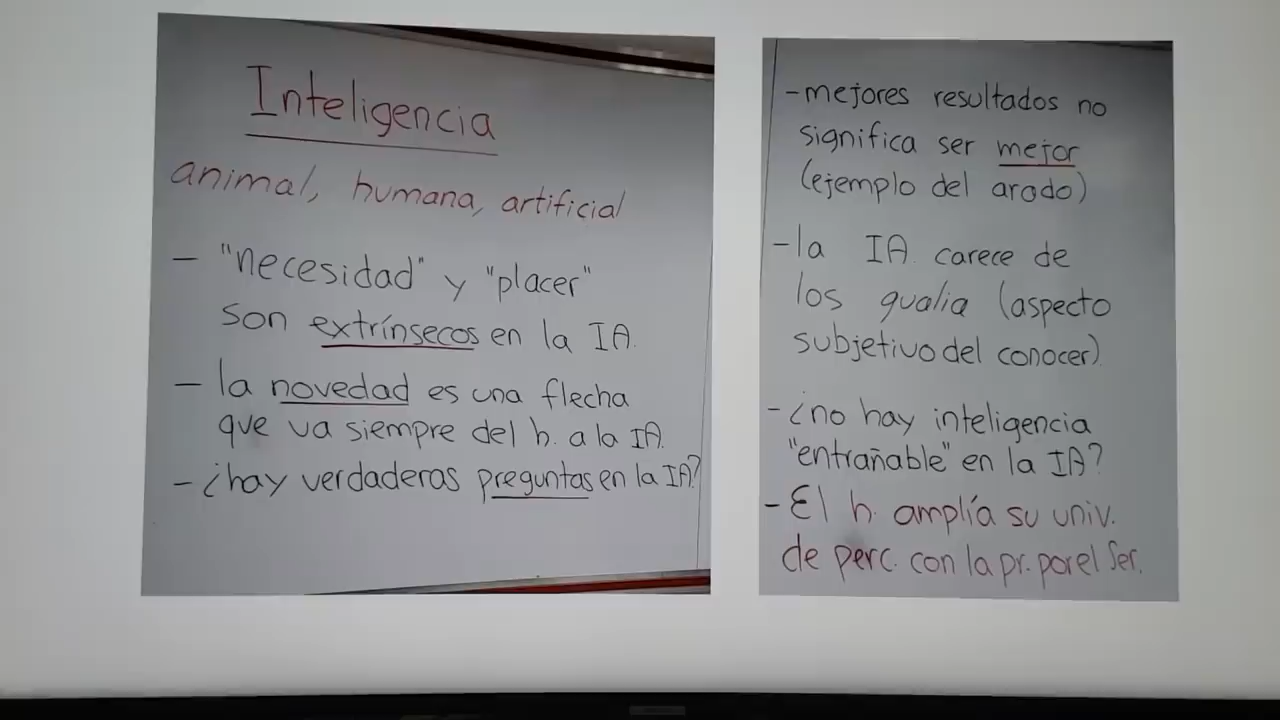 Inteligencia
animal, humana, artificial
- "necesidad" y "placer"
son extrínsecos en la IA.
- la novedad es una flecha
que va siempre del h. a la IA.
- ¿hay verdaderas preguntas en la IA?
- mejores resultados no
significa ser mejor
(ejemplo del arado)
- la IA carece de
los qualia (aspecto
subjetivo del conocer).
- ¿no hay inteligencia
"entrañable" en la IA?
- El h. amplía su univ.
de perc. con la pr. por el Ser.